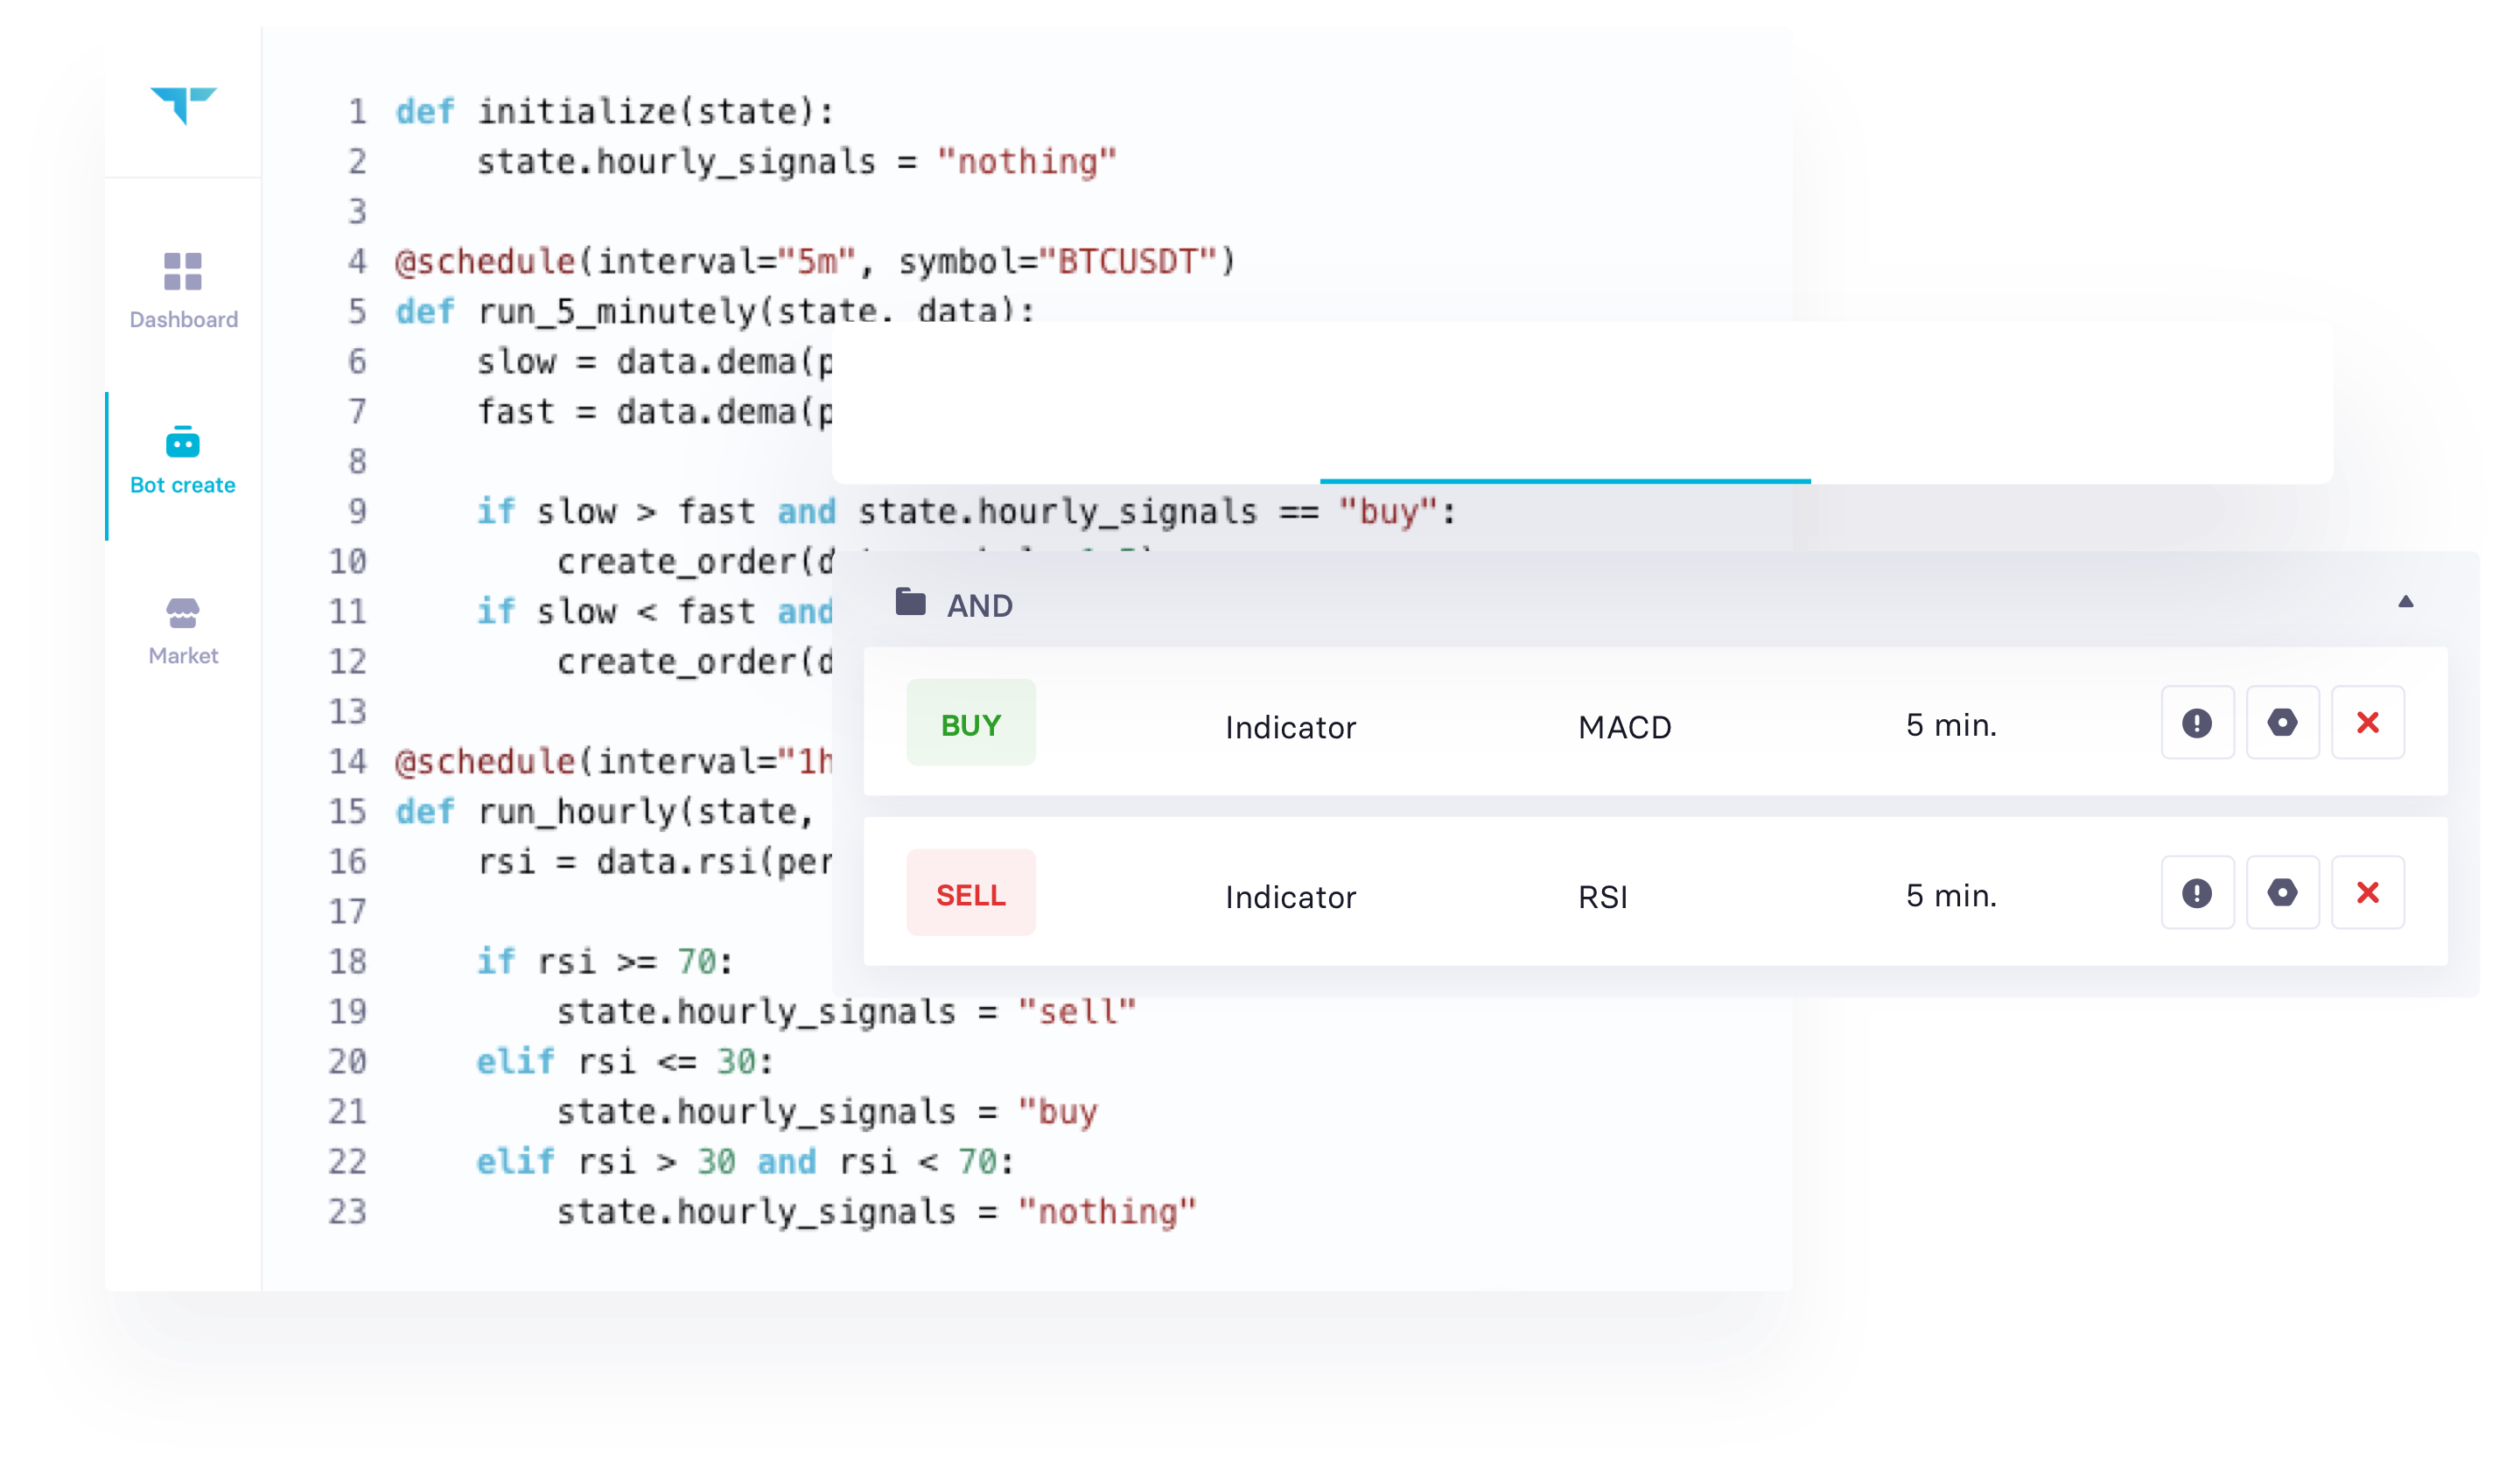 Dashboard
Bot create
Market
1 def initialize(state):
2 state.hourly_signals = "nothing"
3
4 @schedule(interval="5m", symbol="BTCUSDT")
5 def run_5_minutely(state, data):
6 slow = data.dema(p
7 fast = data.dema(p
8
9 if slow > fast and state.hourly_signals == "buy":
10 create_order(d
11 if slow < fast and
12 create_order(d
13
14 @schedule(interval="1h
15 def run_hourly(state,
16 rsi = data.rsi(per
17
18 if rsi >= 70:
19 state.hourly_signals = "sell"
20 elif rsi <= 30:
21 state.hourly_signals = "buy
22 elif rsi > 30 and rsi < 70:
23 state.hourly_signals = "nothing"
AND
BUY Indicator MACD 5 min.
SELL Indicator RSI 5 min.